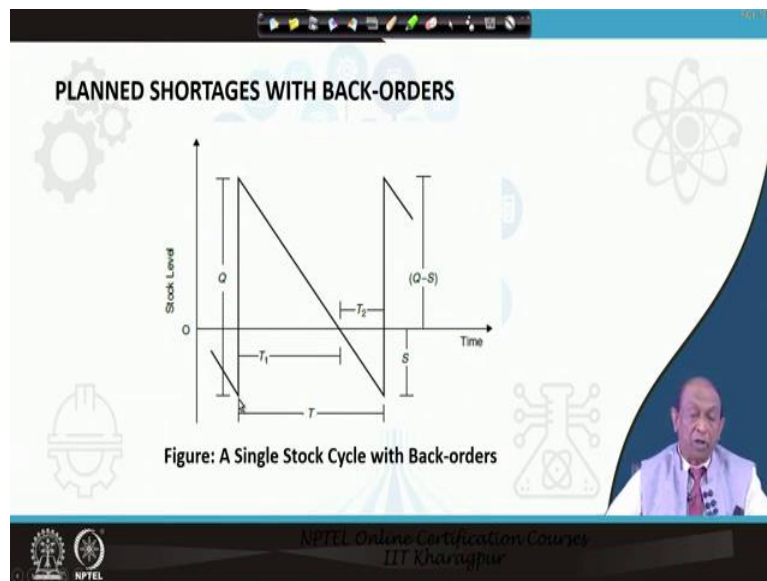 PLANNED SHORTAGES WITH BACK-ORDERS
Stock Level
Q
(Q–S)
T₂
O
Time
T₁
S
T
Figure: A Single Stock Cycle with Back-orders
NPTEL Online Certification Courses
IIT Kharagpur
NPTEL